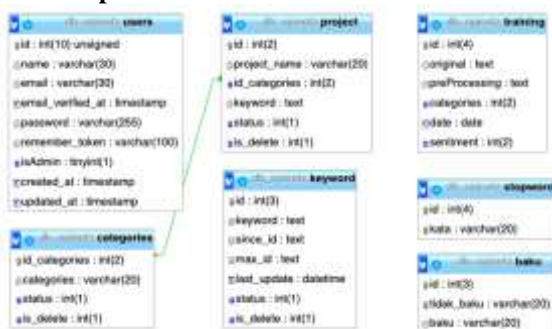 users
id : int(10) unsigned
name : varchar(30)
email : varchar(30)
email_verified_at : timestamp
password : varchar(255)
remember_token : varchar(100)
isAdmin : tinyint(1)
created_at : timestamp
updated_at : timestamp
categories
id_categories : int(2)
categories : varchar(20)
status : int(1)
is_delete : int(1)
project
id : int(2)
project_name : varchar(20)
id_categories : int(2)
keyword : text
status : int(1)
is_delete : int(1)
keyword
id : int(3)
keyword : text
since_id : text
max_id : text
last_update : datetime
status : int(1)
is_delete : int(1)
training
id : int(4)
original : text
preProcessing : text
categories : int(2)
date : date
sentiment : int(2)
stopword
id : int(4)
kata : varchar(20)
baku
id : int(3)
tidak_baku : varchar(20)
baku : varchar(20)